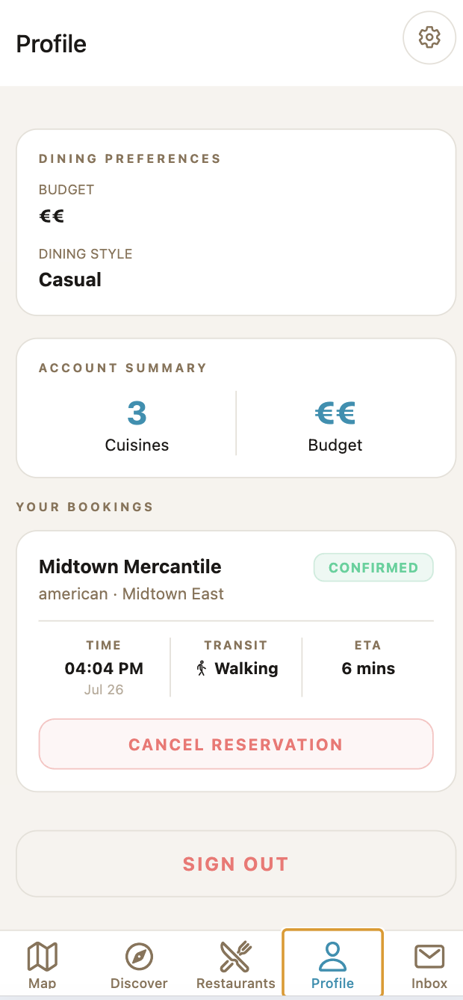 Profile
DINING PREFERENCES
BUDGET
€€
DINING STYLE
Casual
ACCOUNT SUMMARY
3
Cuisines
€€
Budget
YOUR BOOKINGS
Midtown Mercantile
CONFIRMED
american · Midtown East
TIME
04:04 PM
Jul 26
TRANSIT
Walking
ETA
6 mins
CANCEL RESERVATION
SIGN OUT
Map
Discover
Restaurants
Profile
Inbox